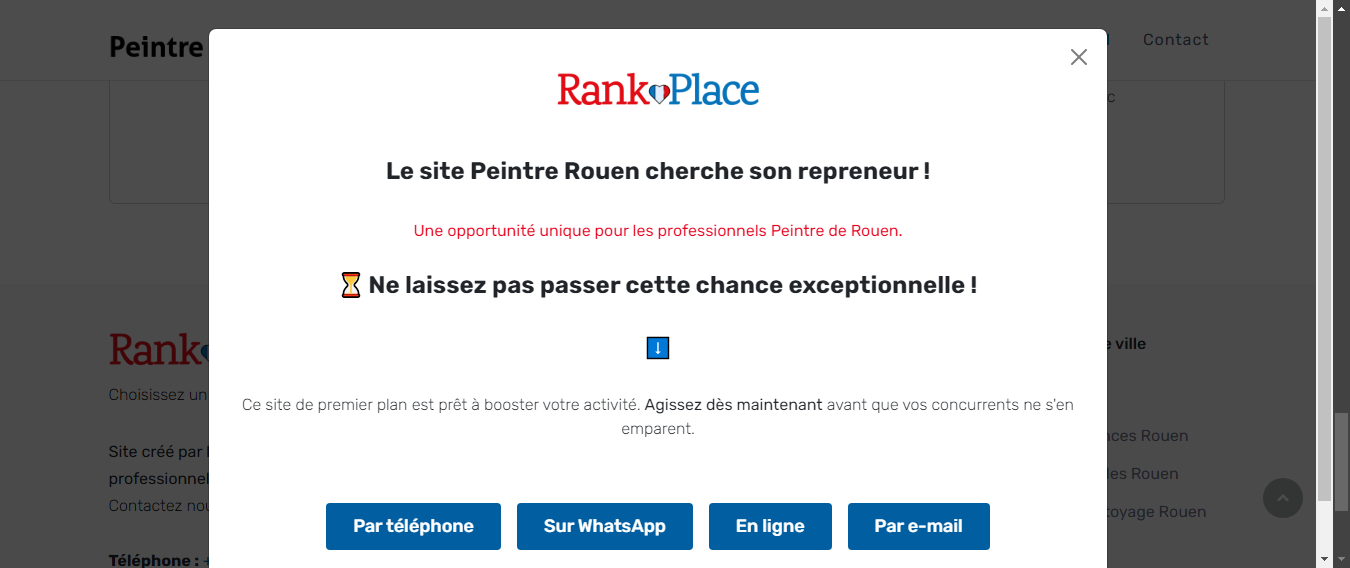 Peintre
Contact
Rank Place
Le site Peintre Rouen cherche son repreneur !
Une opportunité unique pour les professionnels Peintre de Rouen.
⏳ Ne laissez pas passer cette chance exceptionnelle !
⬇️
Ce site de premier plan est prêt à booster votre activité. Agissez dès maintenant avant que vos concurrents ne s'en
emparent.
Par téléphone
Sur WhatsApp
En ligne
Par e-mail
Rank
Choisissez un
Site créé par
professionnel
Contactez nou
Téléphone :
e ville
nces Rouen
les Rouen
toyage Rouen